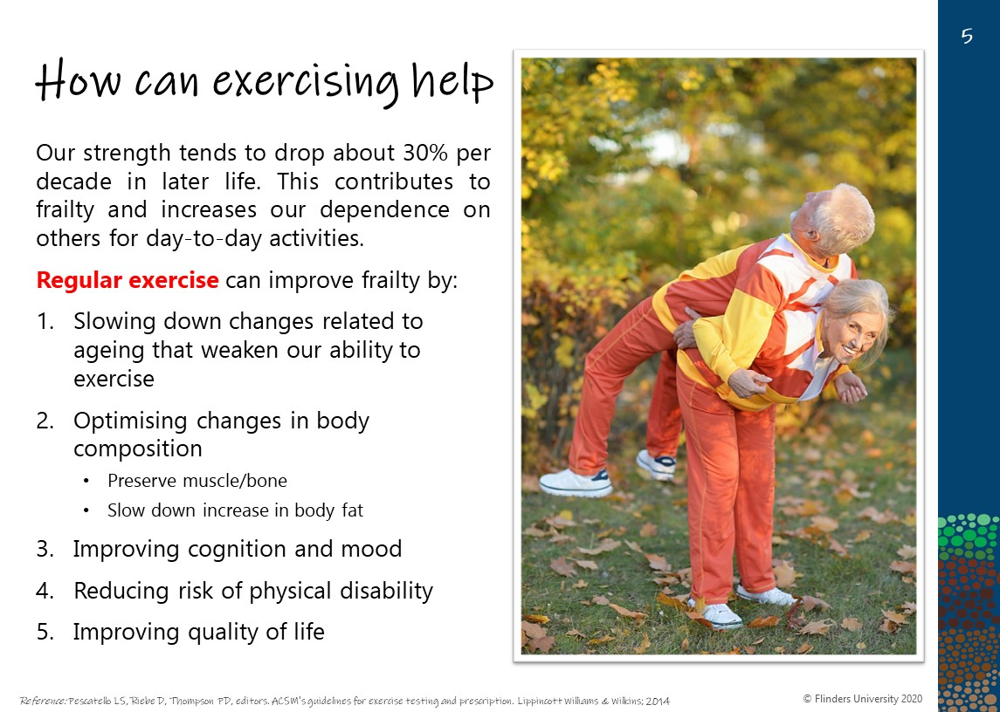 5
How can exercising help
Our strength tends to drop about 30% per
decade in later life. This contributes to
frailty and increases our dependence on
others for day-to-day activities.
Regular exercise can improve frailty by:
1. Slowing down changes related to
ageing that weaken our ability to
exercise
2. Optimising changes in body
composition
• Preserve muscle/bone
• Slow down increase in body fat
3. Improving cognition and mood
4. Reducing risk of physical disability
5. Improving quality of life
Reference: Pescatello LS, Riebe D, Thompson PD, editors. ACSM's guidelines for exercise testing and prescription. Lippincott Williams & Wilkins; 2014
© Flinders University 2020